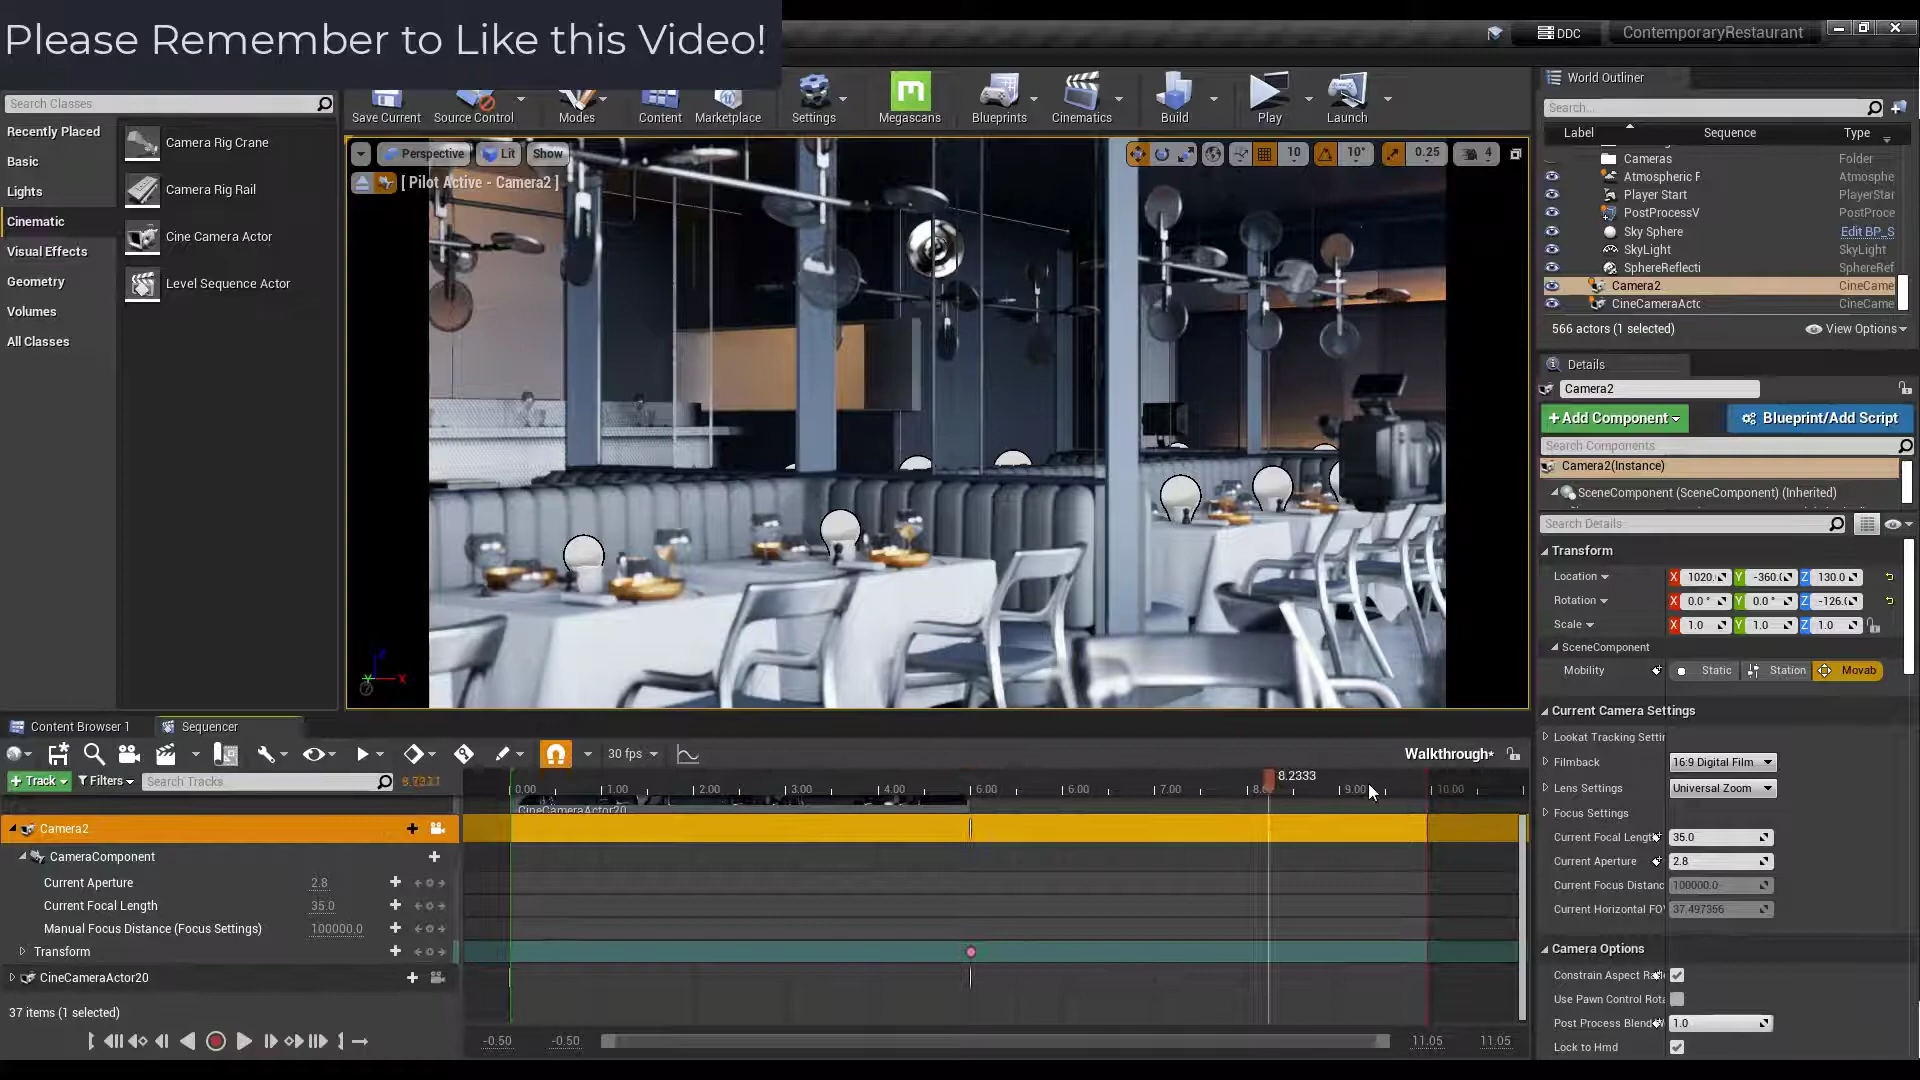 Please Remember to Like this Video!
DDC
ContemporaryRestaurant
Search Classes
Recently Placed
Basic
Lights
Cinematic
Visual Effects
Geometry
Volumes
All Classes
Camera Rig Crane
Camera Rig Rail
Cine Camera Actor
Level Sequence Actor
Save Current
Source Control
Modes
Content
Marketplace
Settings
Megascans
Blueprints
Cinematics
Build
Play
Launch
Perspective
Lit
Show
10
10°
0.25
4
[ Pilot Active - Camera2 ]
World Outliner
Search...
Label
Sequence
Type
Cameras
Folder
Atmospheric F
Atmosphe
Player Start
PlayerStar
PostProcessV
PostProce
Sky Sphere
Edit BP_S
SkyLight
SkyLight
SphereReflecti
SphereRef
Camera2
CineCame
CineCameraActo
CineCame
566 actors (1 selected)
View Options
Details
Camera2
+Add Component
Blueprint/Add Script
Search Components
Camera2(Instance)
SceneComponent (SceneComponent) (Inherited)
Search Details
Transform
Location
X 1020. Y -360.( Z 130.0
Rotation
X 0.0 ° Y 0.0 ° Z -126.(
Scale
X 1.0 Y 1.0 Z 1.0
SceneComponent
Mobility
Static
Station
Movab
Current Camera Settings
Lookat Tracking Settin
Filmback
16:9 Digital Film
Lens Settings
Universal Zoom
Focus Settings
Current Focal Length
35.0
Current Aperture
2.8
Current Focus Distanc
100000.0
Current Horizontal FO
37.497356
Camera Options
Constrain Aspect Rati
Use Pawn Control Rota
Post Process Blend W
1.0
Lock to Hmd
Content Browser 1
Sequencer
30 fps
Walkthrough*
+ Track
Filters
Search Tracks
8.2333
0.00
1.00
2.00
3.00
4.00
5.00
6.00
7.00
9.00
10.00
CineCameraActor20
Camera2
CameraComponent
Current Aperture
2.8
Current Focal Length
35.0
Manual Focus Distance (Focus Settings)
100000.0
Transform
CineCameraActor20
37 items (1 selected)
-0.50
-0.50
11.05
11.05